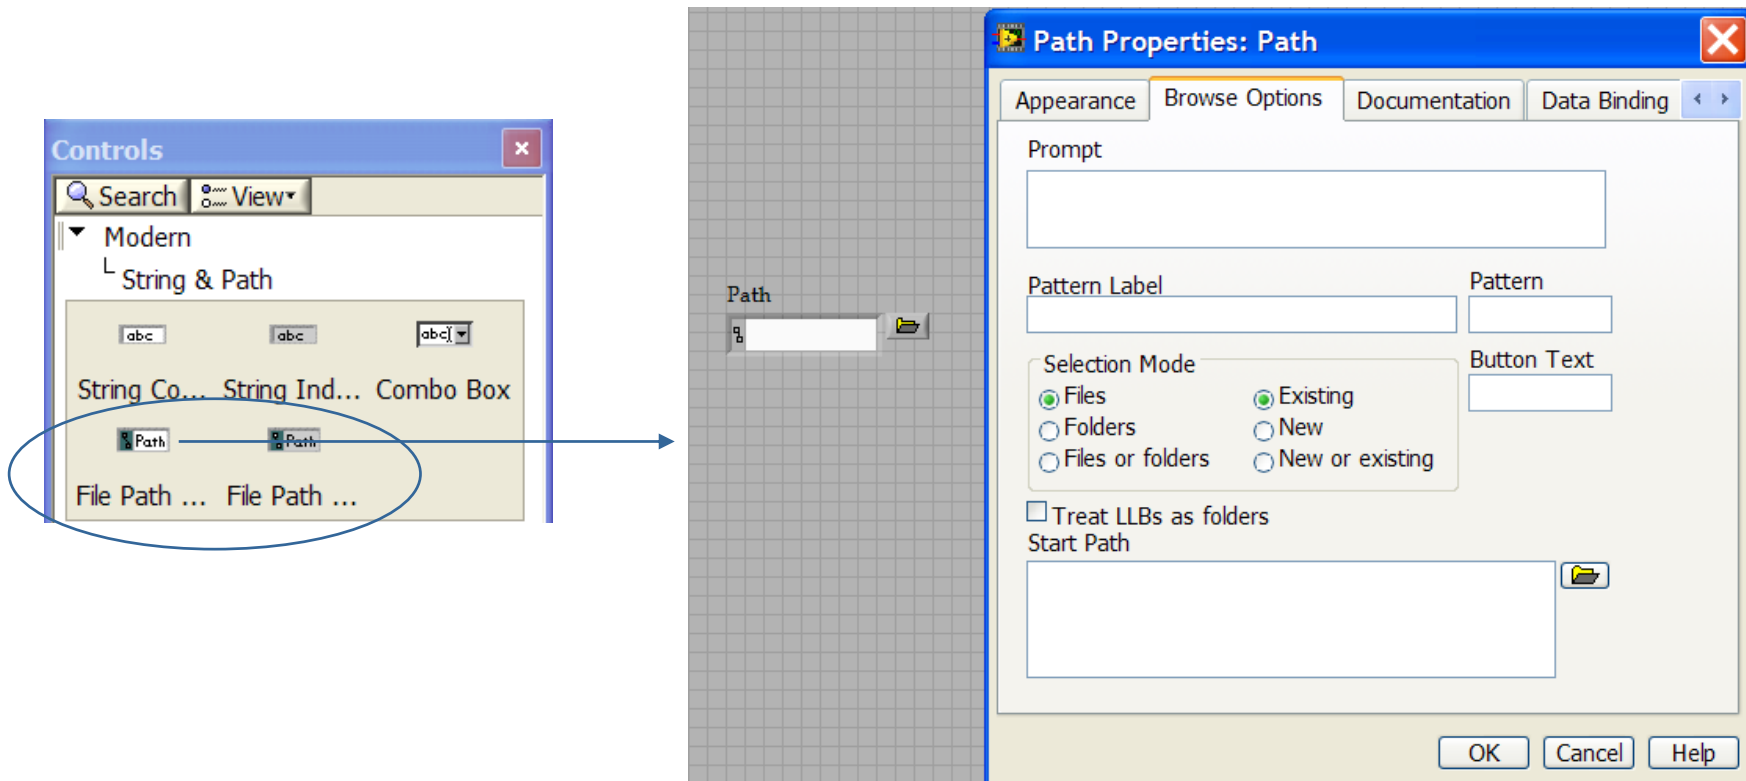 Controls
Search View
Modern
String & Path
abc abc abc
String Co... String Ind... Combo Box
Path Path
File Path ... File Path ...
Path
Path Properties: Path
Appearance Browse Options Documentation Data Binding
Prompt
Pattern Label Pattern
Selection Mode Button Text
Files Existing
Folders New
Files or folders New or existing
Treat LLBs as folders
Start Path
OK Cancel Help